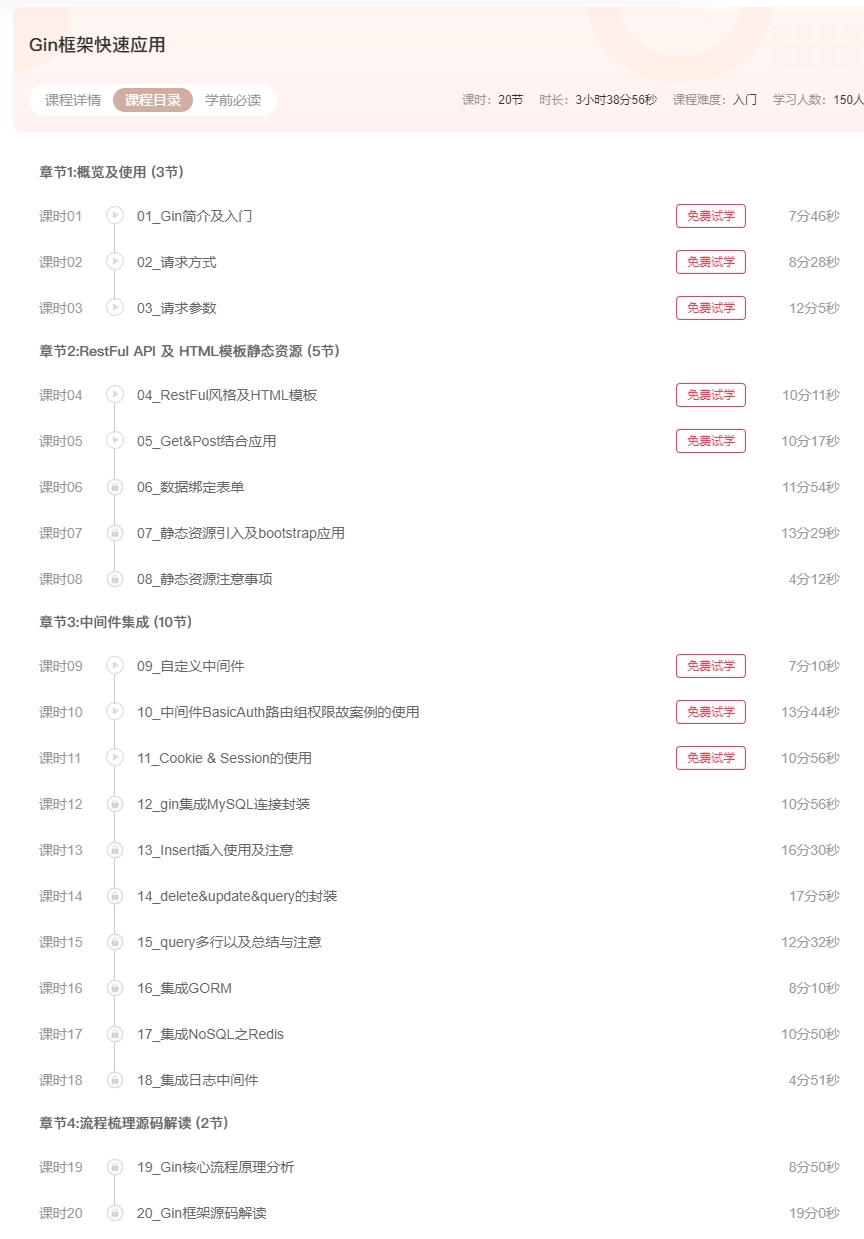 Gin框架快速应用
课程详情 课程目录 学前必读 课时：20节 时长：3小时38分56秒 课程难度：入门 学习人数：150人
章节1:概览及使用 (3节)
课时01 01_Gin简介及入门 免费试学 7分46秒
课时02 02_请求方式 免费试学 8分28秒
课时03 03_请求参数 免费试学 12分5秒
章节2:RestFul API 及 HTML模板静态资源 (5节)
课时04 04_RestFul风格及HTML模板 免费试学 10分11秒
课时05 05_Get&Post结合应用 免费试学 10分17秒
课时06 06_数据绑定表单 11分54秒
课时07 07_静态资源引入及bootstrap应用 13分29秒
课时08 08_静态资源注意事项 4分12秒
章节3:中间件集成 (10节)
课时09 09_自定义中间件 免费试学 7分10秒
课时10 10_中间件BasicAuth路由组权限故案例的使用 免费试学 13分44秒
课时11 11_Cookie & Session的使用 免费试学 10分56秒
课时12 12_gin集成MySQL连接封装 10分56秒
课时13 13_Insert插入使用及注意 16分30秒
课时14 14_delete&update&query的封装 17分5秒
课时15 15_query多行以及总结与注意 12分32秒
课时16 16_集成GORM 8分10秒
课时17 17_集成NoSQL之Redis 10分50秒
课时18 18_集成日志中间件 4分51秒
章节4:流程梳理源码解读 (2节)
课时19 19_Gin核心流程原理分析 8分50秒
课时20 20_Gin框架源码解读 19分0秒